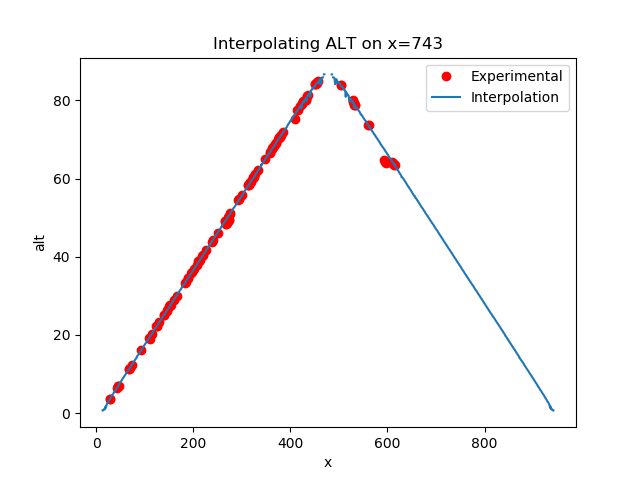 Interpolating ALT on x=743
Experimental
Interpolation
80
60
40
20
0
alt
0 200 400 600 800
x